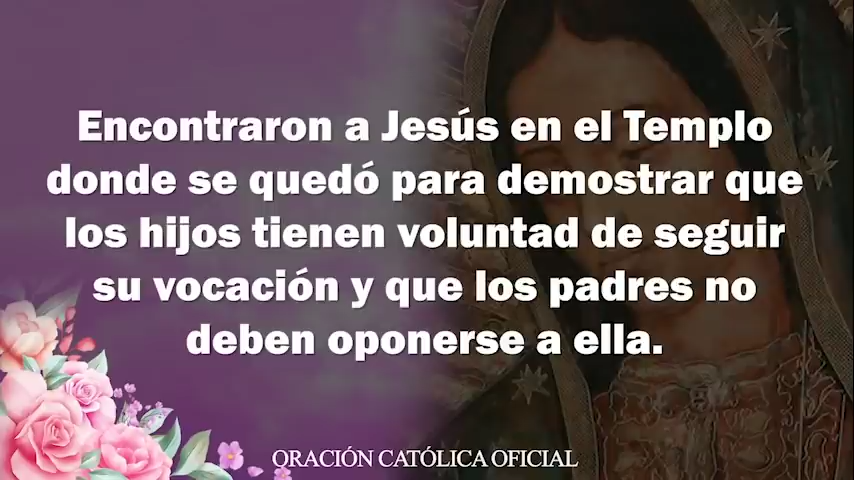 Encontraron a Jesús en el Templo
donde se quedó para demostrar que
los hijos tienen voluntad de seguir
su vocación y que los padres no
deben oponerse a ella.
ORACIÓN CATÓLICA OFICIAL